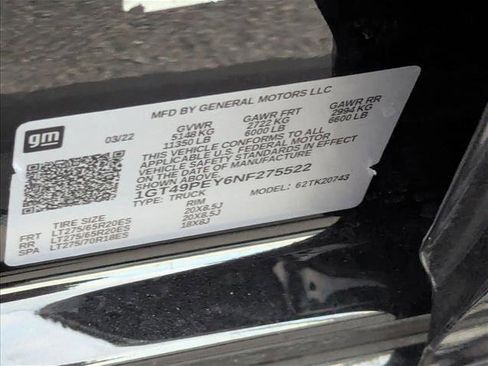 MFD BY GENERAL MOTORS LLC
gm
03/22
GVWR GAWR FRT GAWR RR
5148 KG 2722 KG 2994 KG
11350 LB 6000 LB 6600 LB
THIS VEHICLE CONFORMS TO ALL
APPLICABLE U.S. FEDERAL MOTOR
VEHICLE SAFETY STANDARDS IN EFFECT
ON THE DATE OF MANUFACTURE
SHOWN ABOVE.
1GT49PEY6NF275522
TYPE: TRUCK MODEL: 62TK20743
TIRE SIZE RIM
FRT LT275/65R20ES 20X8.5J
RR LT275/65R20ES 20X8.5J
SPA LT275/70R18ES 18X8J